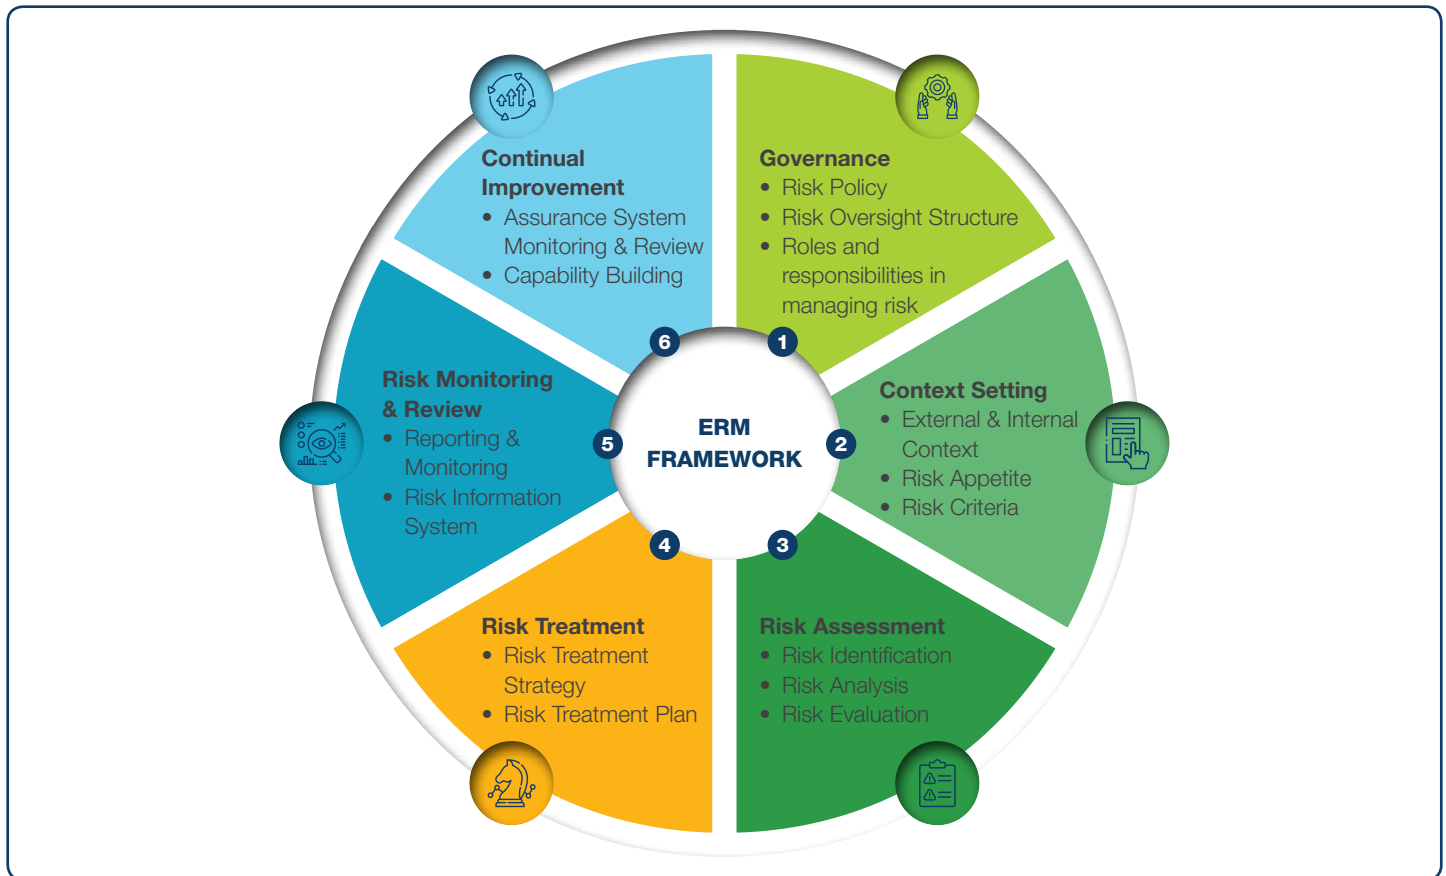 ERM
FRAMEWORK
1
Governance
• Risk Policy
• Risk Oversight Structure
• Roles and
responsibilities in
managing risk
2
Context Setting
• External & Internal
Context
• Risk Appetite
• Risk Criteria
3
Risk Assessment
• Risk Identification
• Risk Analysis
• Risk Evaluation
4
Risk Treatment
• Risk Treatment
Strategy
• Risk Treatment Plan
5
Risk Monitoring
& Review
• Reporting &
Monitoring
• Risk Information
System
6
Continual
Improvement
• Assurance System
Monitoring & Review
• Capability Building